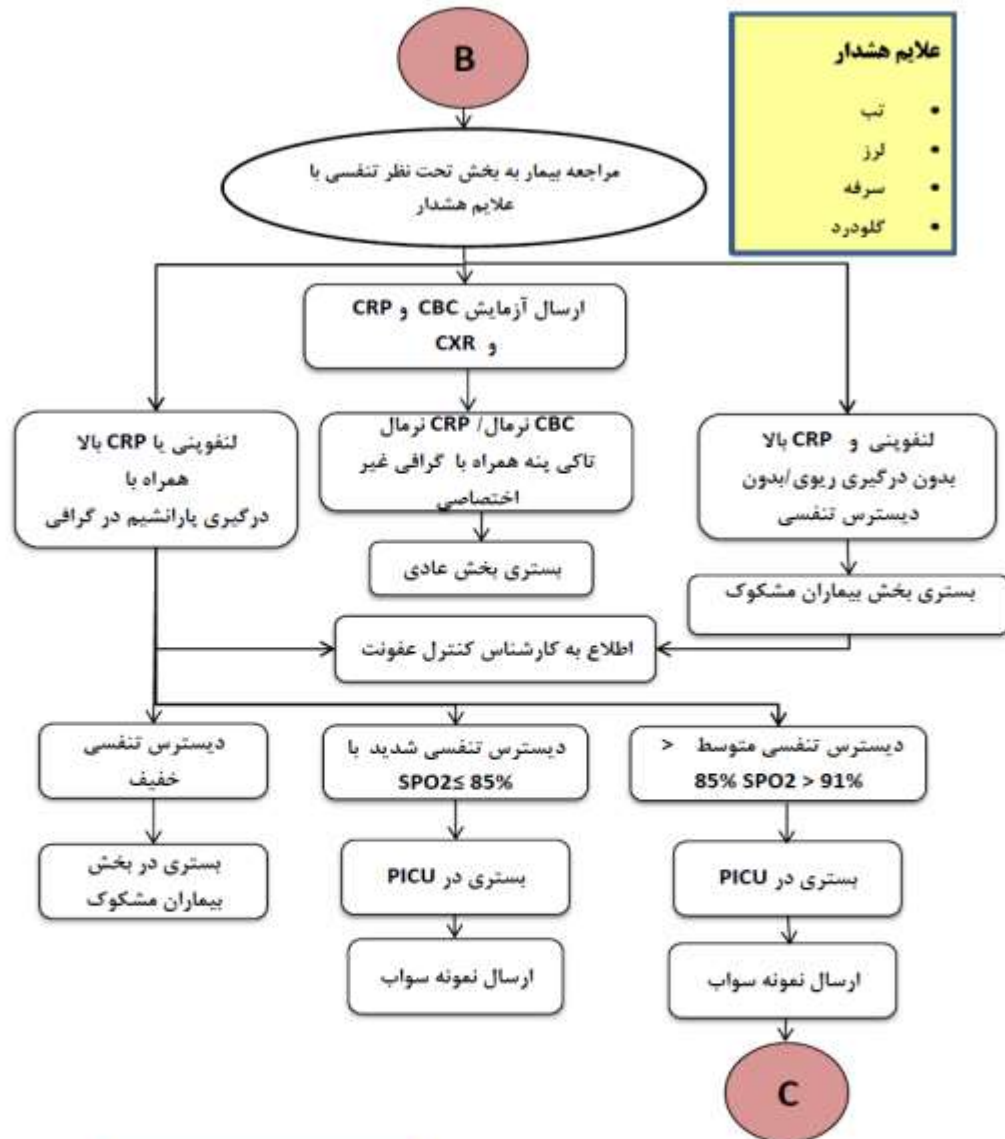 B
علایم هشدار
• تب
• لرز
• سرفه
• گلودرد
مراجعه بیمار به بخش تحت نظر تنفسی با
علایم هشدار
ارسال آزمایش CBC و CRP
و CXR
لنفوپنی و CRP بالا
بدون درگیری ریوی/بدون
دیسترس تنفسی
CBC نرمال/ CRP نرمال
تاکی پنه همراه با گرافی غیر
اختصاصی
لنفوپنی یا CRP بالا
همراه با
درگیری پارانشیم در گرافی
بستری بخش عادی
بستری بخش بیماران مشکوک
اطلاع به کارشناس کنترل عفونت
دیسترس تنفسی متوسط >
85% SPO2 > 91%
دیسترس تنفسی شدید با
SPO2≤ 85%
دیسترس تنفسی
خفیف
بستری در PICU
بستری در PICU
بستری در بخش
بیماران مشکوک
ارسال نمونه سواب
ارسال نمونه سواب
C